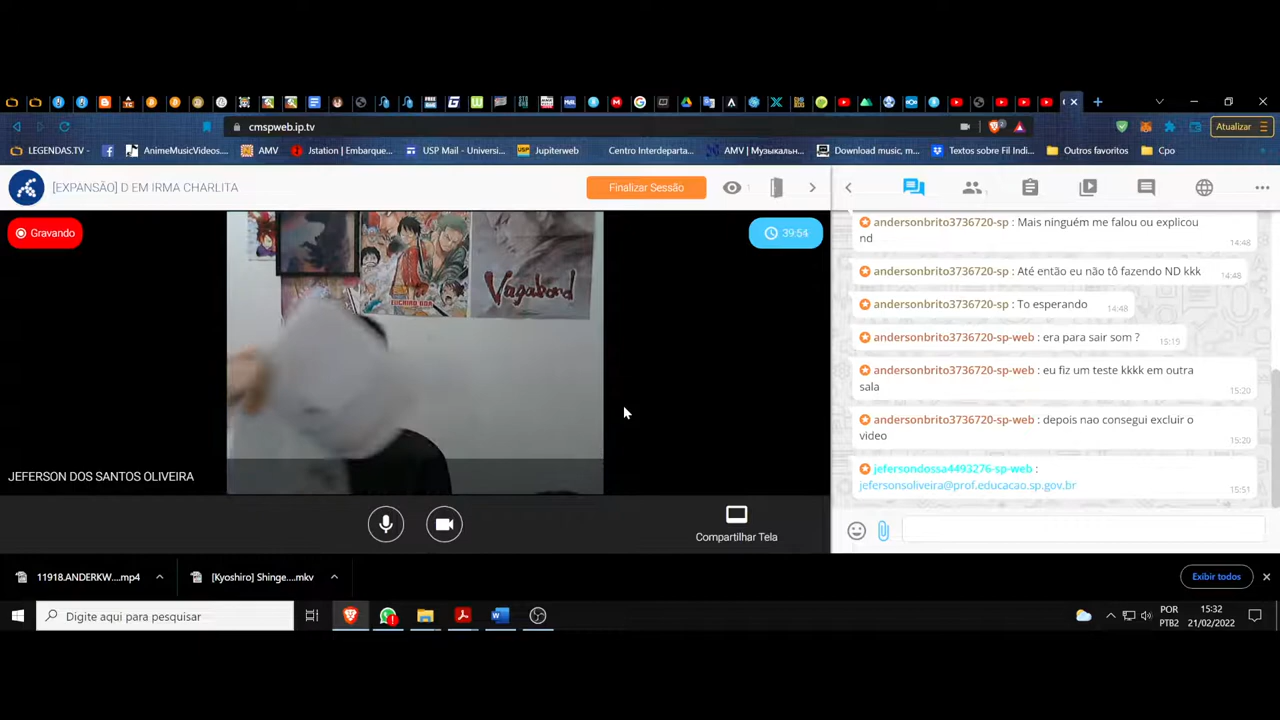 cmspweb.ip.tv
Atualizar
LEGENDAS.TV
AnimeMusicVideos...
AMV
Jstation | Embarque...
USP Mail - Universi...
Jupiterweb
Centro Interdeparta...
AMV | Музыкальн...
Download music, m...
Textos sobre Fil Indi...
Outros favoritos
Cpo
[EXPANSÃO] D EM IRMA CHARLITA
Finalizar Sessão
1
1
Gravando
39:54
Vagabond
JEFERSON DOS SANTOS OLIVEIRA
Compartilhar Tela
andersonbrito3736720-sp : Mais ninguém me falou ou explicou
nd
14:48
andersonbrito3736720-sp : Até então eu não tô fazendo ND kkk
14:48
andersonbrito3736720-sp : To esperando
14:48
andersonbrito3736720-sp-web : era para sair som ?
15:15
andersonbrito3736720-sp-web : eu fiz um teste kkkk em outra
sala
15:20
andersonbrito3736720-sp-web : depois nao consegui excluir o
video
15:20
jefersondossa4493276-sp-web :
jefersonsoliveira@prof.educacao.sp.gov.br
15:51
11918.ANDERKW....mp4
[Kyoshiro] Shinge....mkv
Exibir todos
Digite aqui para pesquisar
POR
PTB2
15:32
21/02/2022